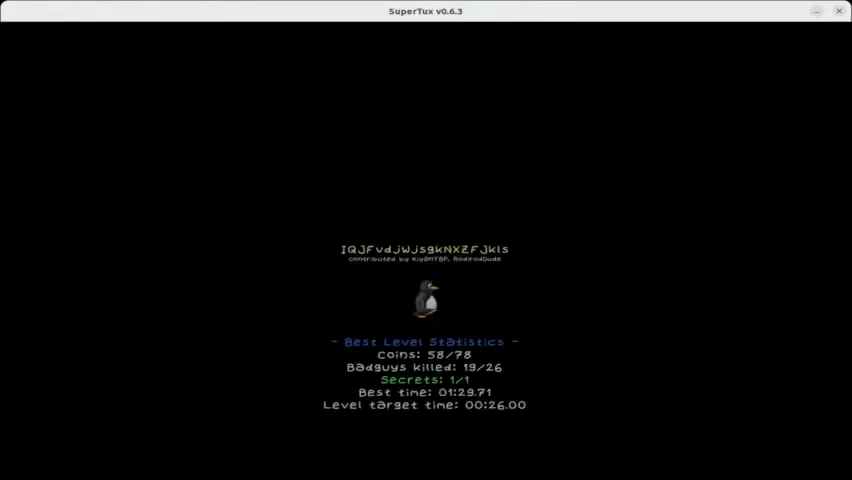 SuperTux v0.6.3
IQJFvdjWjsgkNXZFJkls
contributed by KiyanTBP, RodirodDude
- Best Level Statistics -
Coins: 58/78
Badguys killed: 19/26
Secrets: 1/1
Best time: 01:29.71
Level target time: 00:26.00